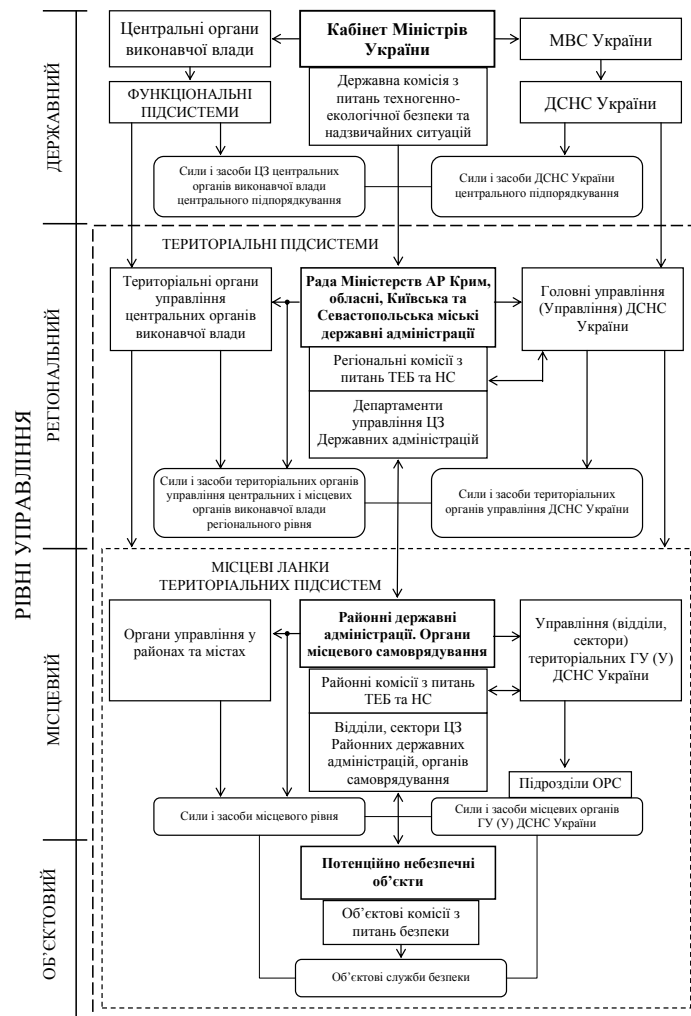 РІВНІ УПРАВЛІННЯ
ДЕРЖАВНИЙ
Центральні органи
виконавчої влади
Кабінет Міністрів
України
МВС України
ФУНКЦІОНАЛЬНІ
ПІДСИСТЕМИ
Державна комісія з
питань техногенно-
екологічної безпеки та
надзвичайних ситуацій
ДСНС України
Сили і засоби ЦЗ центральних
органів виконавчої влади
центрального підпорядкування
Сили і засоби ДСНС України
центрального підпорядкування
РЕГІОНАЛЬНИЙ
ТЕРИТОРІАЛЬНІ ПІДСИСТЕМИ
Територіальні органи
управління
центральних органів
виконавчої влади
Рада Міністерств АР Крим,
обласні, Київська та
Севастопольська міські
державні адміністрації
Головні управління
(Управління) ДСНС
України
Регіональні комісії з
питань ТЕБ та НС
Департаменти
управління ЦЗ
Державних адміністрацій
Сили і засоби територіальних органів
управління центральних і місцевих
органів виконавчої влади
регіонального рівня
Сили і засоби територіальних
органів управління ДСНС України
МІСЦЕВИЙ
МІСЦЕВІ ЛАНКИ
ТЕРИТОРІАЛЬНИХ ПІДСИСТЕМ
Органи управління у
районах та містах
Районні державні
адміністрації. Органи
місцевого самоврядування
Управління (відділи,
сектори)
територіальних ГУ (У)
ДСНС України
Районні комісії з питань
ТЕБ та НС
Відділи, сектори ЦЗ
Районних державних
адміністрацій, органів
самоврядування
Підрозділи ОРС
Сили і засоби місцевого рівня
Сили і засоби місцевих органів
ГУ (У) ДСНС України
ОБ’ЄКТОВИЙ
Потенційно небезпечні
об’єкти
Об’єктові комісії з
питань безпеки
Об’єктові служби безпеки